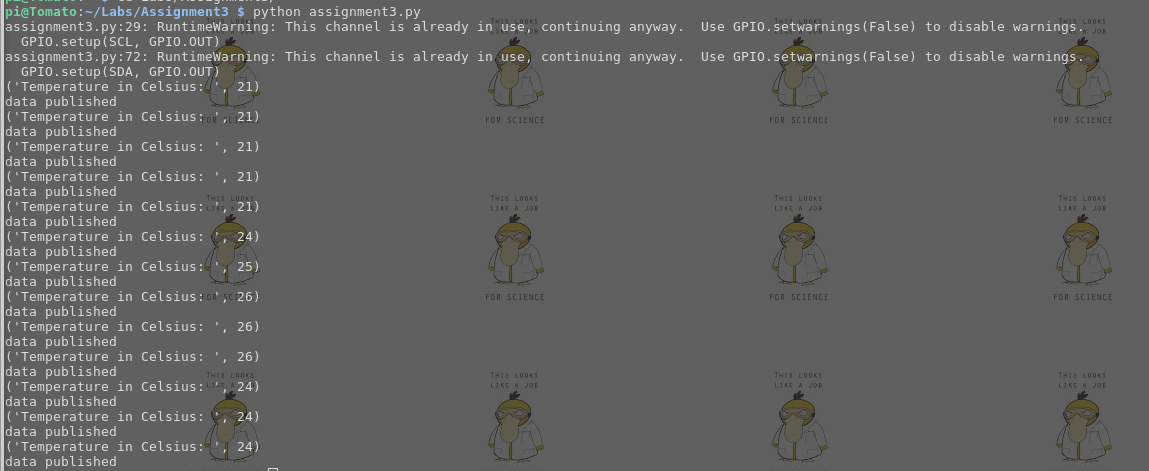 pi@Tomato:~/Labs/Assignment3 $ python assignment3.py
assignment3.py:29: RuntimeWarning: This channel is already in use, continuing anyway.  Use GPIO.setwarnings(False) to disable warnings.
  GPIO.setup(SCL, GPIO.OUT)
assignment3.py:72: RuntimeWarning: This channel is already in use, continuing anyway.  Use GPIO.setwarnings(False) to disable warnings.
  GPIO.setup(SDA, GPIO.OUT)
('Temperature in Celsius: ', 21)
data published
('Temperature in Celsius: ', 21)
data published
('Temperature in Celsius: ', 21)
data published
('Temperature in Celsius: ', 21)
data published
('Temperature in Celsius: ', 21)
data published
('Temperature in Celsius: ', 24)
data published
('Temperature in Celsius: ', 25)
data published
('Temperature in Celsius: ', 26)
data published
('Temperature in Celsius: ', 26)
data published
('Temperature in Celsius: ', 26)
data published
('Temperature in Celsius: ', 24)
data published
('Temperature in Celsius: ', 24)
data published
('Temperature in Celsius: ', 24)
data published
FOR SCIENCE
FOR SCIENCE
FOR SCIENCE
FOR SCIENCE
THIS LOOKS
LIKE A JOB
THIS LOOKS
LIKE A JOB
THIS LOOKS
LIKE A JOB
THIS LOOKS
LIKE A JOB
FOR SCIENCE
FOR SCIENCE
FOR SCIENCE
FOR SCIENCE
THIS LOOKS
LIKE A JOB
THIS LOOKS
LIKE A JOB
THIS LOOKS
LIKE A JOB
THIS LOOKS
LIKE A JOB